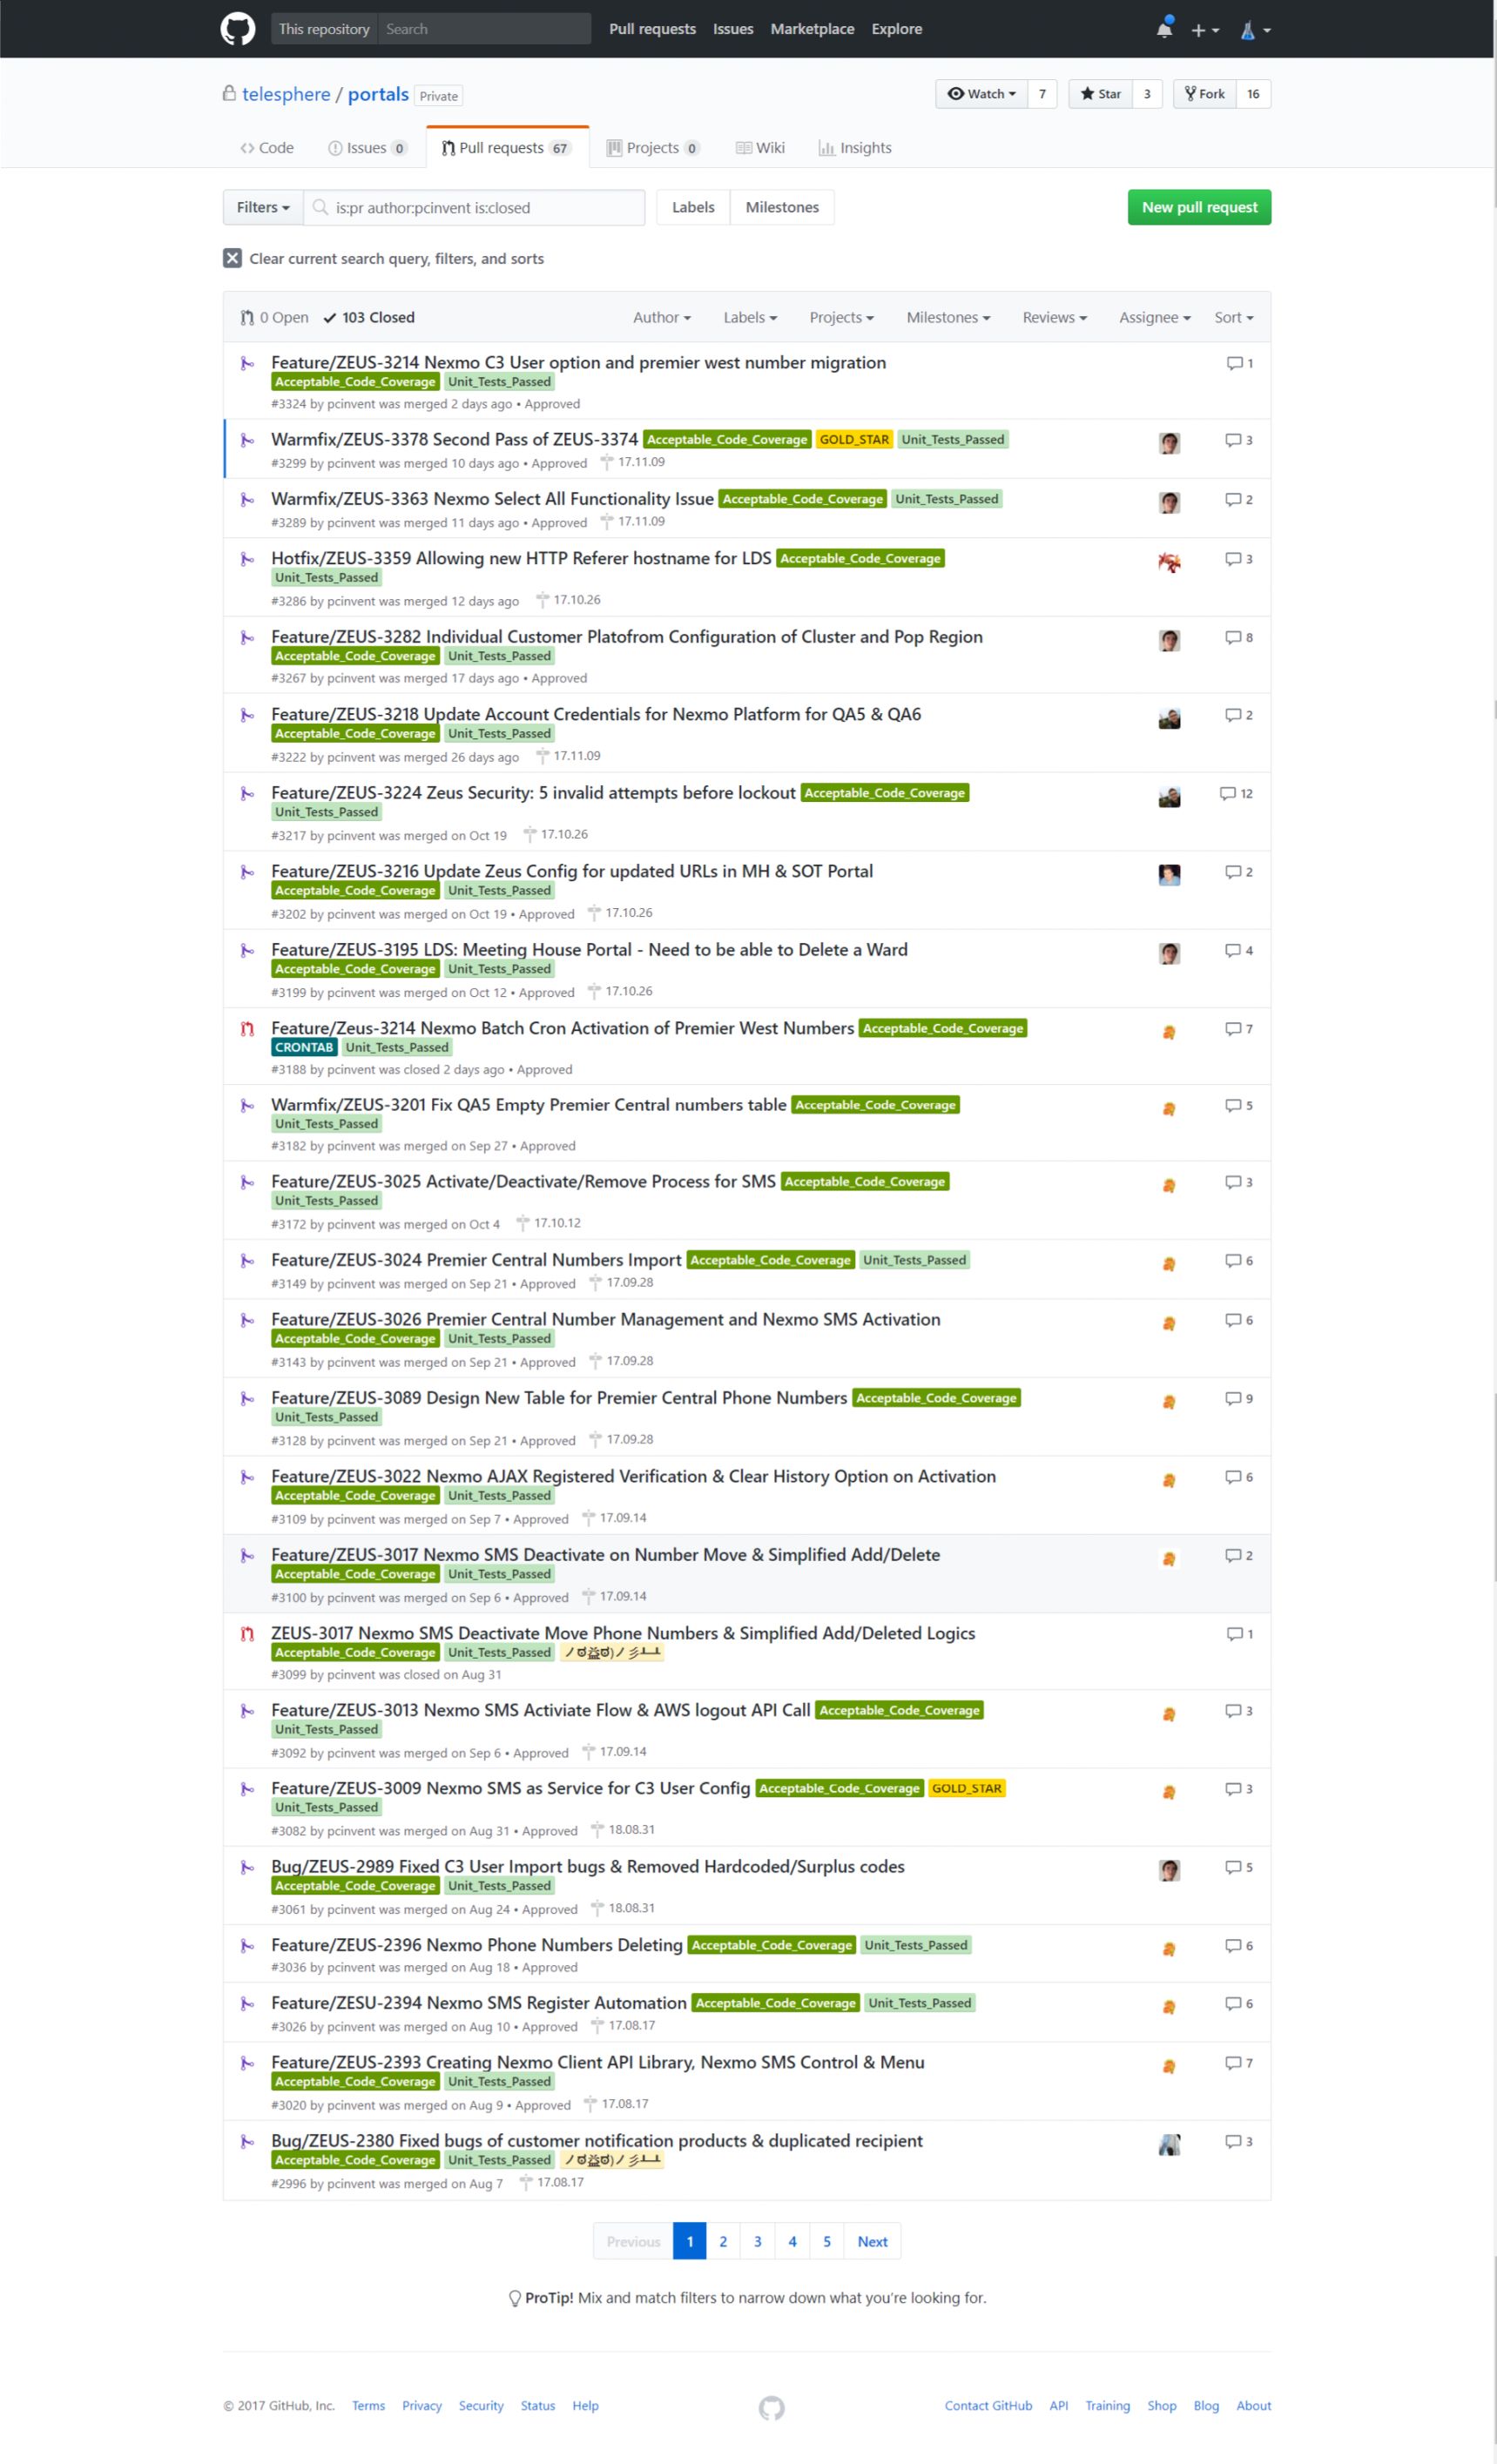 This repository Search Pull requests Issues Marketplace Explore
telesphere / portals Private Watch 7 Star 3 Fork 16
Code Issues 0 Pull requests 67 Projects 0 Wiki Insights
Filters is:pr author:pcinvent is:closed Labels Milestones New pull request
Clear current search query, filters, and sorts
0 Open 103 Closed Author Labels Projects Milestones Reviews Assignee Sort
Feature/ZEUS-3214 Nexmo C3 User option and premier west number migration 1
Acceptable_Code_Coverage Unit_Tests_Passed
#3324 by pcinvent was merged 2 days ago • Approved
Warmfix/ZEUS-3378 Second Pass of ZEUS-3374 Acceptable_Code_Coverage GOLD_STAR Unit_Tests_Passed 3
#3299 by pcinvent was merged 10 days ago • Approved 17.11.09
Warmfix/ZEUS-3363 Nexmo Select All Functionality Issue Acceptable_Code_Coverage Unit_Tests_Passed 2
#3289 by pcinvent was merged 11 days ago • Approved 17.11.09
Hotfix/ZEUS-3359 Allowing new HTTP Referer hostname for LDS Acceptable_Code_Coverage 3
Unit_Tests_Passed
#3286 by pcinvent was merged 12 days ago 17.10.26
Feature/ZEUS-3282 Individual Customer Platofrom Configuration of Cluster and Pop Region 8
Acceptable_Code_Coverage Unit_Tests_Passed
#3267 by pcinvent was merged 17 days ago • Approved
Feature/ZEUS-3218 Update Account Credentials for Nexmo Platform for QA5 & QA6 2
Acceptable_Code_Coverage Unit_Tests_Passed
#3222 by pcinvent was merged 26 days ago 17.11.09
Feature/ZEUS-3224 Zeus Security: 5 invalid attempts before lockout Acceptable_Code_Coverage 12
Unit_Tests_Passed
#3217 by pcinvent was merged on Oct 19 17.10.26
Feature/ZEUS-3216 Update Zeus Config for updated URLs in MH & SOT Portal 2
Acceptable_Code_Coverage Unit_Tests_Passed
#3202 by pcinvent was merged on Oct 19 • Approved 17.10.26
Feature/ZEUS-3195 LDS: Meeting House Portal - Need to be able to Delete a Ward 4
Acceptable_Code_Coverage Unit_Tests_Passed
#3199 by pcinvent was merged on Oct 12 • Approved 17.10.26
Feature/Zeus-3214 Nexmo Batch Cron Activation of Premier West Numbers Acceptable_Code_Coverage 7
CRONTAB Unit_Tests_Passed
#3188 by pcinvent was closed 2 days ago • Approved
Warmfix/ZEUS-3201 Fix QA5 Empty Premier Central numbers table Acceptable_Code_Coverage 5
Unit_Tests_Passed
#3182 by pcinvent was merged on Sep 27 • Approved
Feature/ZEUS-3025 Activate/Deactivate/Remove Process for SMS Acceptable_Code_Coverage 3
Unit_Tests_Passed
#3172 by pcinvent was merged on Oct 4 17.10.12
Feature/ZEUS-3024 Premier Central Numbers Import Acceptable_Code_Coverage Unit_Tests_Passed 6
#3149 by pcinvent was merged on Sep 21 • Approved 17.09.28
Feature/ZEUS-3026 Premier Central Number Management and Nexmo SMS Activation 6
Acceptable_Code_Coverage Unit_Tests_Passed
#3143 by pcinvent was merged on Sep 21 • Approved 17.09.28
Feature/ZEUS-3089 Design New Table for Premier Central Phone Numbers Acceptable_Code_Coverage 9
Unit_Tests_Passed
#3128 by pcinvent was merged on Sep 21 • Approved 17.09.28
Feature/ZEUS-3022 Nexmo AJAX Registered Verification & Clear History Option on Activation 6
Acceptable_Code_Coverage Unit_Tests_Passed
#3109 by pcinvent was merged on Sep 7 • Approved 17.09.14
Feature/ZEUS-3017 Nexmo SMS Deactivate on Number Move & Simplified Add/Delete 2
Acceptable_Code_Coverage Unit_Tests_Passed
#3100 by pcinvent was merged on Sep 6 • Approved 17.09.14
ZEUS-3017 Nexmo SMS Deactivate Move Phone Numbers & Simplified Add/Deleted Logics 1
Acceptable_Code_Coverage Unit_Tests_Passed
#3099 by pcinvent was closed on Aug 31
Feature/ZEUS-3013 Nexmo SMS Activiate Flow & AWS logout API Call Acceptable_Code_Coverage 3
Unit_Tests_Passed
#3092 by pcinvent was merged on Sep 6 • Approved 17.09.14
Feature/ZEUS-3009 Nexmo SMS as Service for C3 User Config Acceptable_Code_Coverage GOLD_STAR 3
Unit_Tests_Passed
#3082 by pcinvent was merged on Aug 31 • Approved 18.08.31
Bug/ZEUS-2989 Fixed C3 User Import bugs & Removed Hardcoded/Surplus codes 5
Acceptable_Code_Coverage Unit_Tests_Passed
#3061 by pcinvent was merged on Aug 24 • Approved 18.08.31
Feature/ZEUS-2396 Nexmo Phone Numbers Deleting Acceptable_Code_Coverage Unit_Tests_Passed 6
#3036 by pcinvent was merged on Aug 18 • Approved
Feature/ZESU-2394 Nexmo SMS Register Automation Acceptable_Code_Coverage Unit_Tests_Passed 6
#3026 by pcinvent was merged on Aug 10 • Approved 17.08.17
Feature/ZEUS-2393 Creating Nexmo Client API Library, Nexmo SMS Control & Menu 7
Acceptable_Code_Coverage Unit_Tests_Passed
#3020 by pcinvent was merged on Aug 9 • Approved 17.08.17
Bug/ZEUS-2380 Fixed bugs of customer notification products & duplicated recipient 3
Acceptable_Code_Coverage Unit_Tests_Passed
#2996 by pcinvent was merged on Aug 7 17.08.17
Previous 1 2 3 4 5 Next
ProTip! Mix and match filters to narrow down what you're looking for.
© 2017 GitHub, Inc. Terms Privacy Security Status Help Contact GitHub API Training Shop Blog About